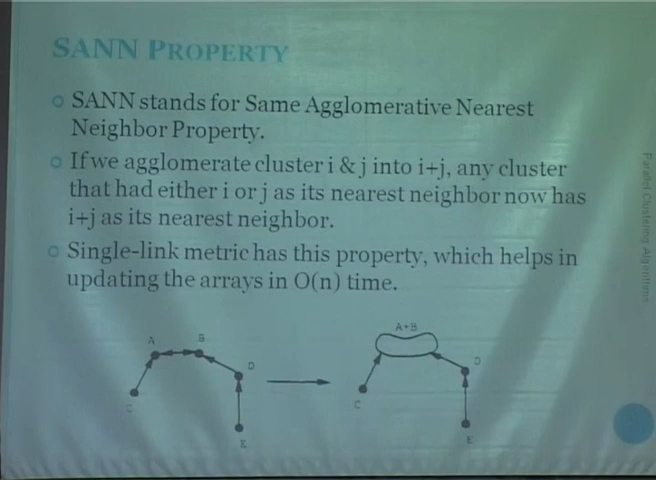 SANN PROPERTY
SANN stands for Same Agglomerative Nearest
Neighbor Property.
If we agglomerate cluster i & j into i+j, any cluster
that had either i or j as its nearest neighbor now has
i+j as its nearest neighbor.
Single-link metric has this property, which helps in
updating the arrays in O(n) time.
A B D C E
A+B D C E
Parallel Clustering Algorithms